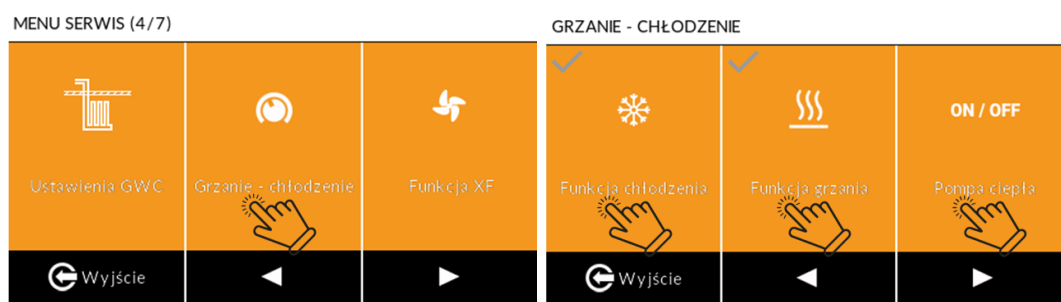 MENU SERWIS (4/7)
Ustawienia GWC
Grzanie - chłodzenie
Funkcja XF
Wyjście
GRZANIE - CHŁODZENIE
ON / OFF
Funkcja chłodzenia
Funkcja grzania
Pompa ciepła
Wyjście